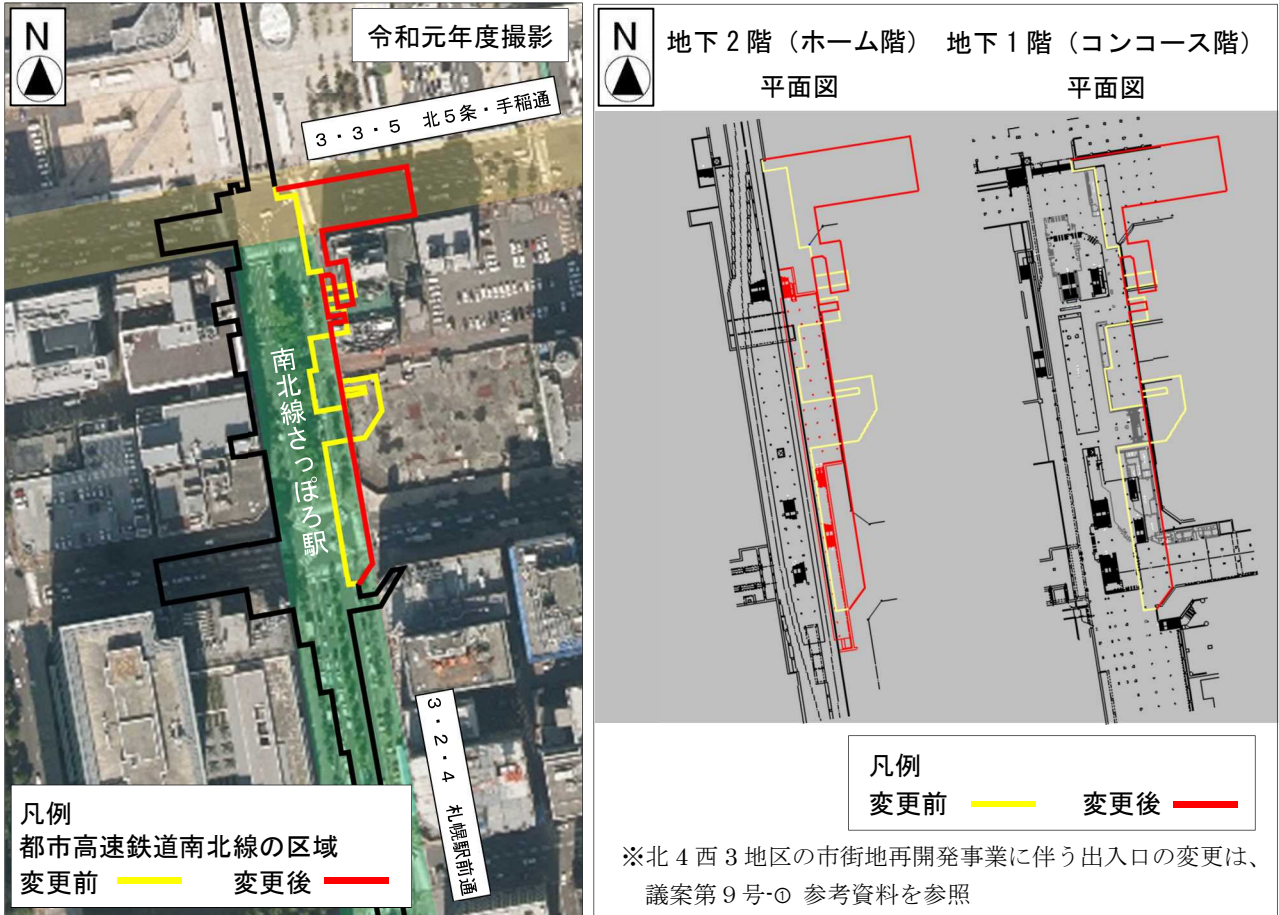 N
令和元年度撮影
3・3・5 北5条・手稲通
南北線さっぽろ駅
3・2・4 札幌駅前通
凡例
都市高速鉄道南北線の区域
変更前 変更後
N
地下2階（ホーム階） 地下1階（コンコース階）
平面図 平面図
凡例
変更前 変更後
※北4西3地区の市街地再開発事業に伴う出入口の変更は、
議案第9号-① 参考資料を参照